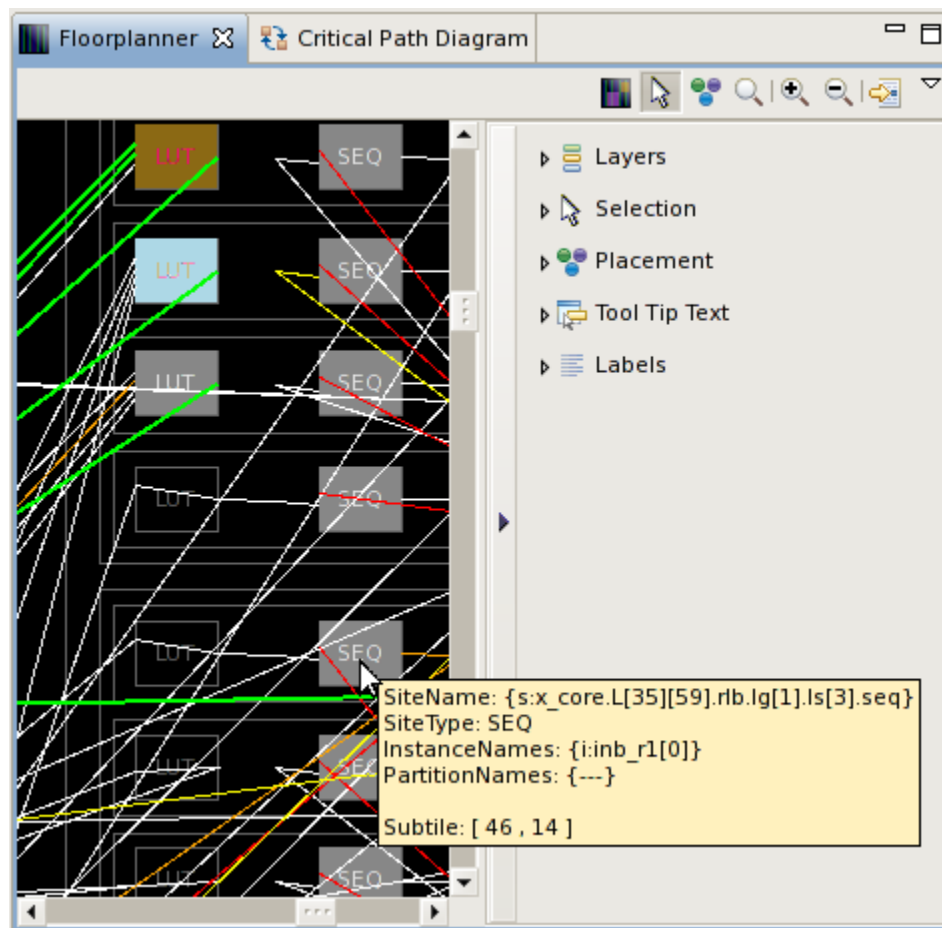 Floorplanner
Critical Path Diagram
LUT SEQ
Layers
Selection
LUT SEQ
Placement
Tool Tip Text
LUT SEQ
Labels
LUT SEQ
LUT SEQ
SiteName: {s:x_core.L[35][59].rlb.lg[1].ls[3].seq}
SiteType: SEQ
InstanceNames: {i:inb_r1[0]}
PartitionNames: {---}
LUT SEQ
Subtile: [ 46 , 14 ]
LUT SEQ